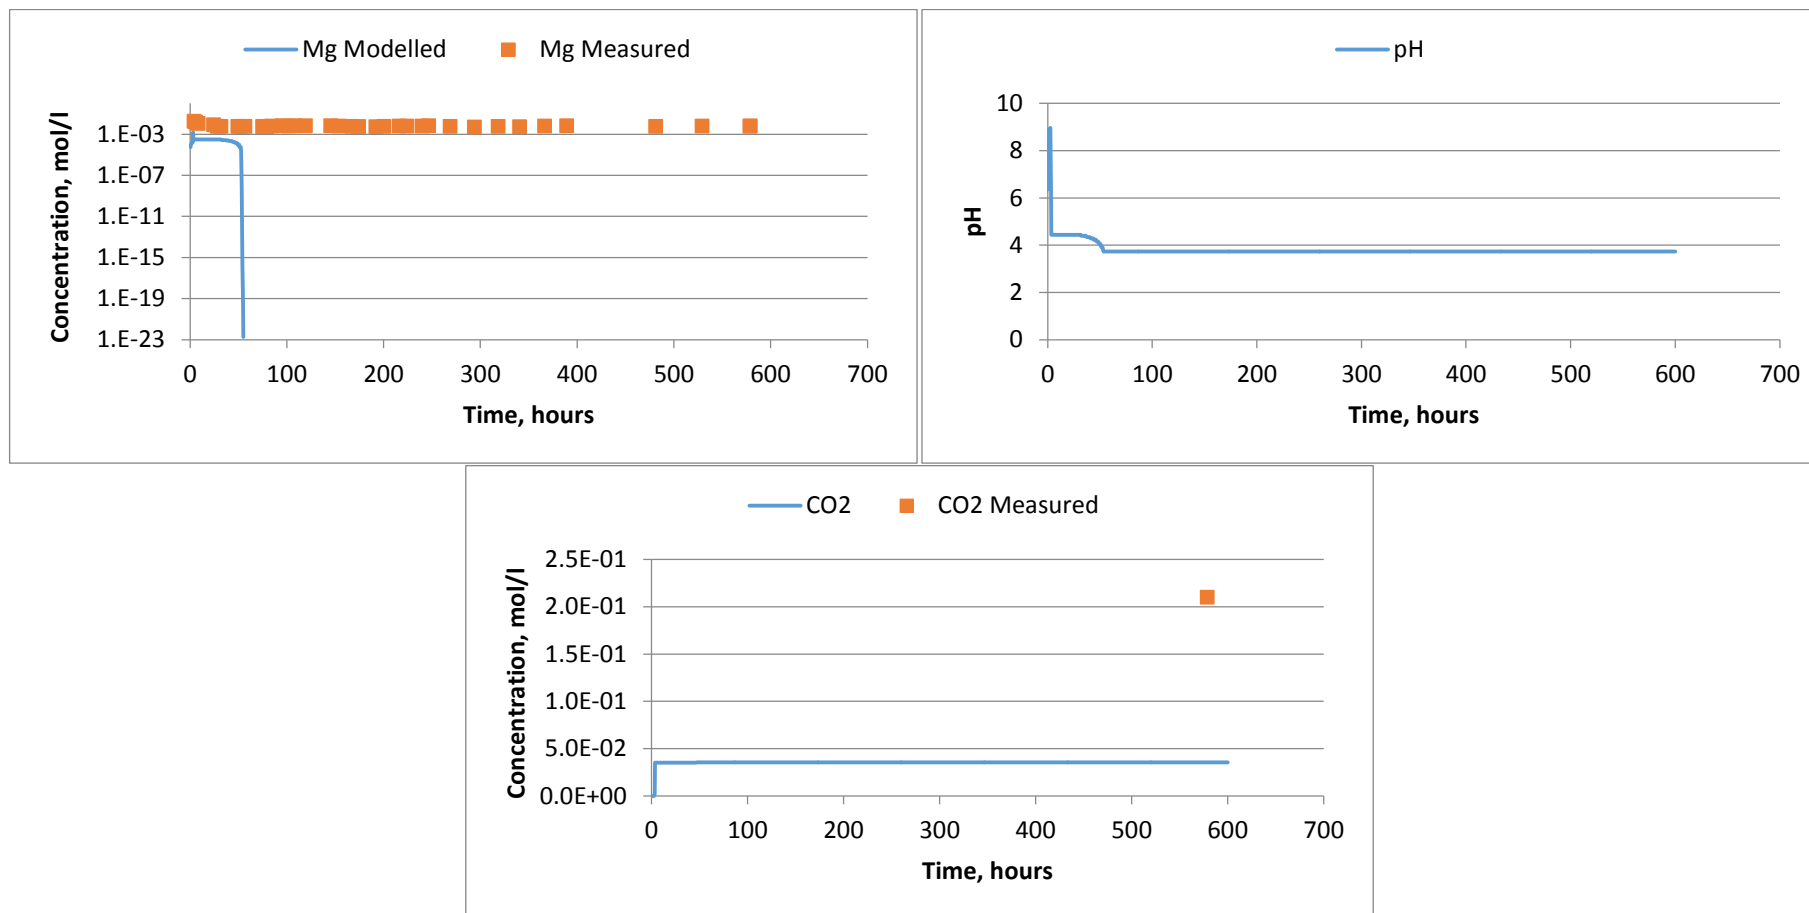 Mg Modelled Mg Measured
Concentration, mol/l
1.E-03
1.E-07
1.E-11
1.E-15
1.E-19
1.E-23
0 100 200 300 400 500 600 700
Time, hours
pH
pH
10
8
6
4
2
0
0 100 200 300 400 500 600 700
Time, hours
CO2 CO2 Measured
Concentration, mol/l
2.5E-01
2.0E-01
1.5E-01
1.0E-01
5.0E-02
0.0E+00
0 100 200 300 400 500 600 700
Time, hours